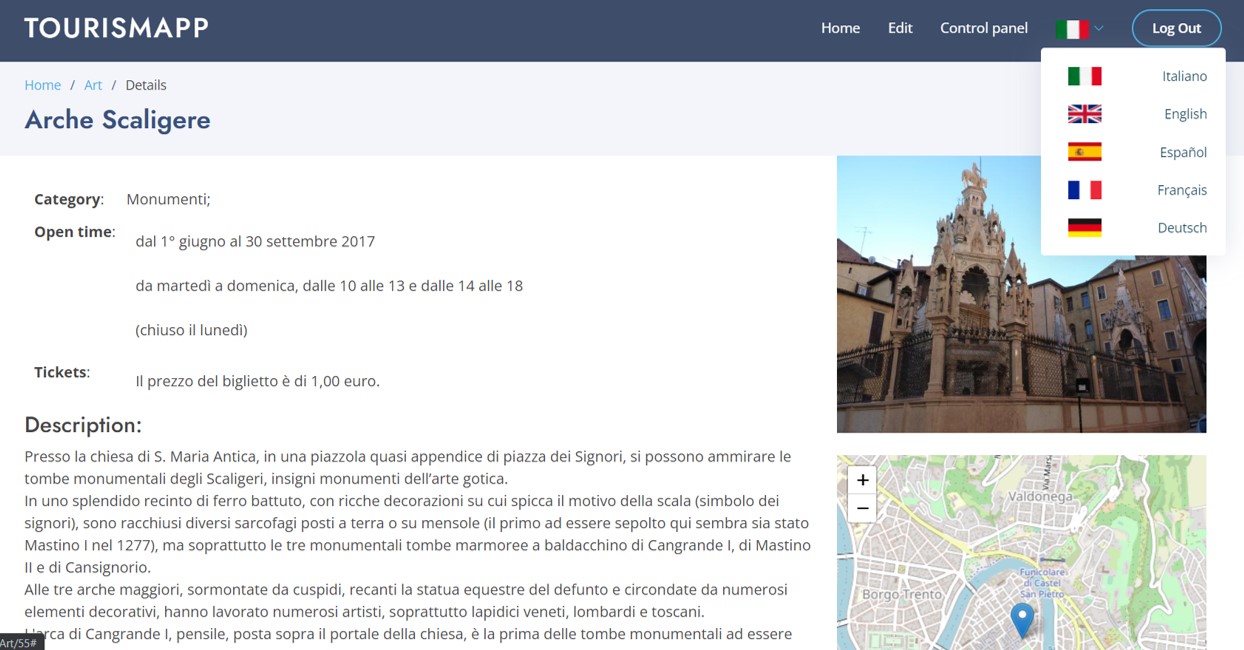 TOURISMAPP
Home Edit Control panel Log Out
Italiano
English
Español
Français
Deutsch
Home / Art / Details
Arche Scaligere
Category: Monumenti;
Open time: dal 1° giugno al 30 settembre 2017
da martedì a domenica, dalle 10 alle 13 e dalle 14 alle 18
(chiuso il lunedì)
Tickets: Il prezzo del biglietto è di 1,00 euro.
Description:
Presso la chiesa di S. Maria Antica, in una piazzola quasi appendice di piazza dei Signori, si possono ammirare le
tombe monumentali degli Scaligeri, insigni monumenti dell'arte gotica.
In uno splendido recinto di ferro battuto, con ricche decorazioni su cui spicca il motivo della scala (simbolo dei
signori), sono racchiusi diversi sarcofagi posti a terra o su mensole (il primo ad essere sepolto qui sembra sia stato
Mastino I nel 1277), ma soprattutto le tre monumentali tombe marmoree a baldacchino di Cangrande I, di Mastino
II e di Cansignorio.
Alle tre arche maggiori, sormontate da cuspidi, recanti la statua equestre del defunto e circondate da numerosi
elementi decorativi, hanno lavorato numerosi artisti, soprattutto lapidici veneti, lombardi e toscani.
L'arca di Cangrande I, pensile, posta sopra il portale della chiesa, è la prima delle tombe monumentali ad essere
Art/55#
+
−
Via Mars
Valdonega
Funicolare
di Castel
San Pietro
Borgo Trento